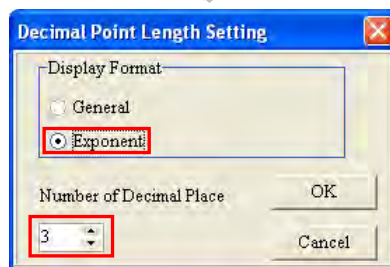 Decimal Point Length Setting
Display Format
General
Exponent
Number of Decimal Place
OK
3
Cancel